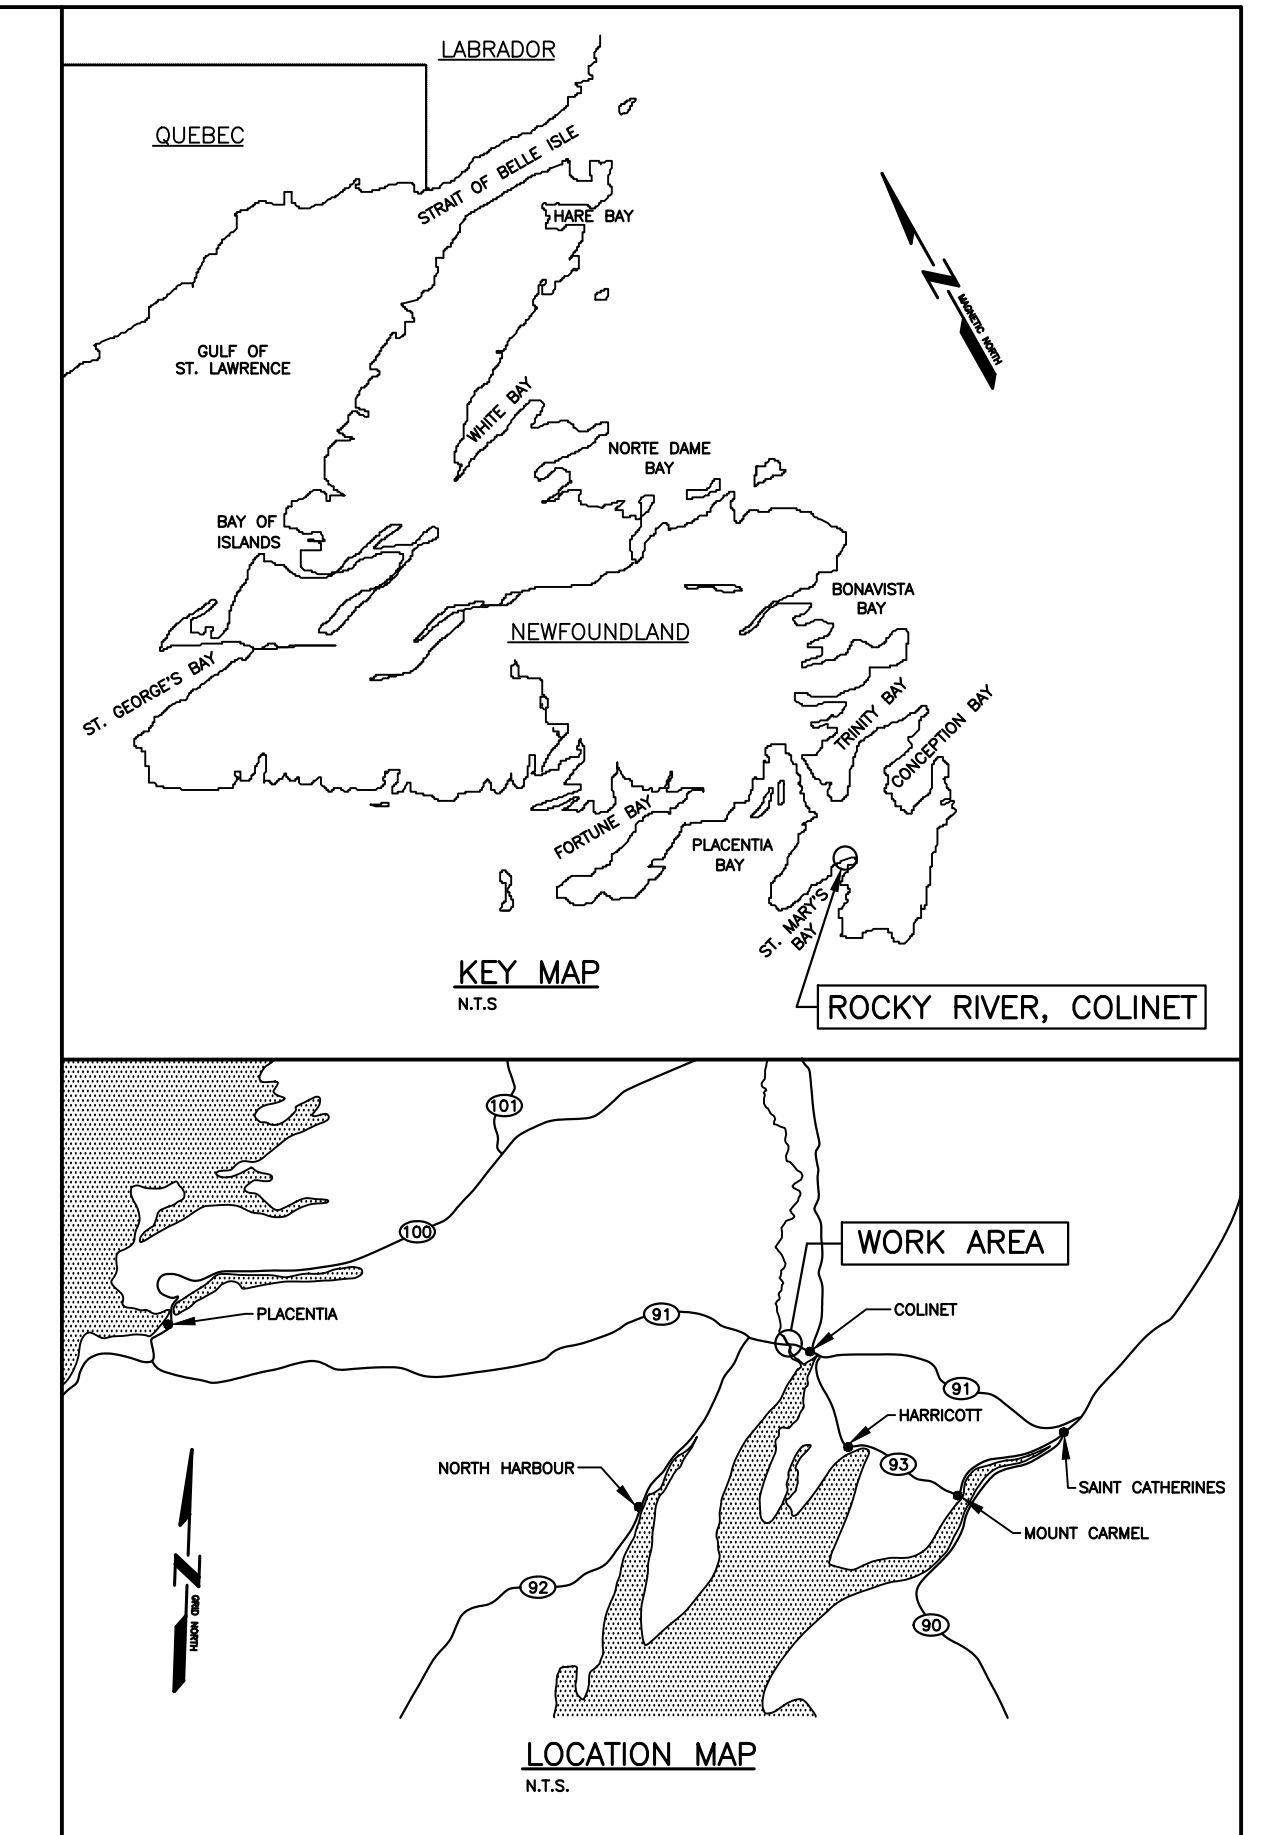 LABRADOR
QUEBEC
STRAIT OF BELLE ISLE
HARE BAY
N
MAGNETIC NORTH
GULF OF
ST. LAWRENCE
WHITE BAY
NORTE DAME
BAY
BAY OF
ISLANDS
BONAVISTA
BAY
NEWFOUNDLAND
ST. GEORGE'S BAY
TRINITY BAY
CONCEPTION BAY
FORTUNE BAY
PLACENTIA
BAY
ST. MARY'S
BAY
KEY MAP
N.T.S
ROCKY RIVER, COLINET
101
100
WORK AREA
PLACENTIA
91
COLINET
91
HARRICOTT
NORTH HARBOUR
93
SAINT CATHERINES
MOUNT CARMEL
N
GRID NORTH
92
90
LOCATION MAP
N.T.S.